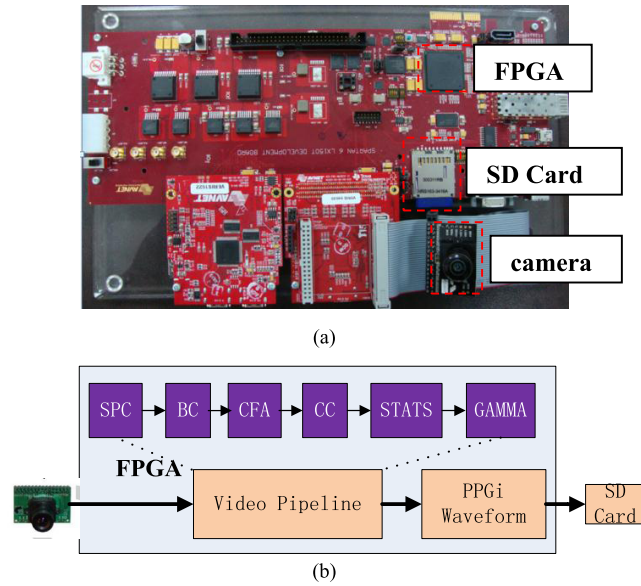 FPGA
SPARTAN 6 LX150T DEVELOPMENT BOARD
SD Card
AVNET
AVNET
camera
(a)
SPC BC CFA CC STATS GAMMA
FPGA
Video Pipeline
PPGi
Waveform
SD
Card
(b)